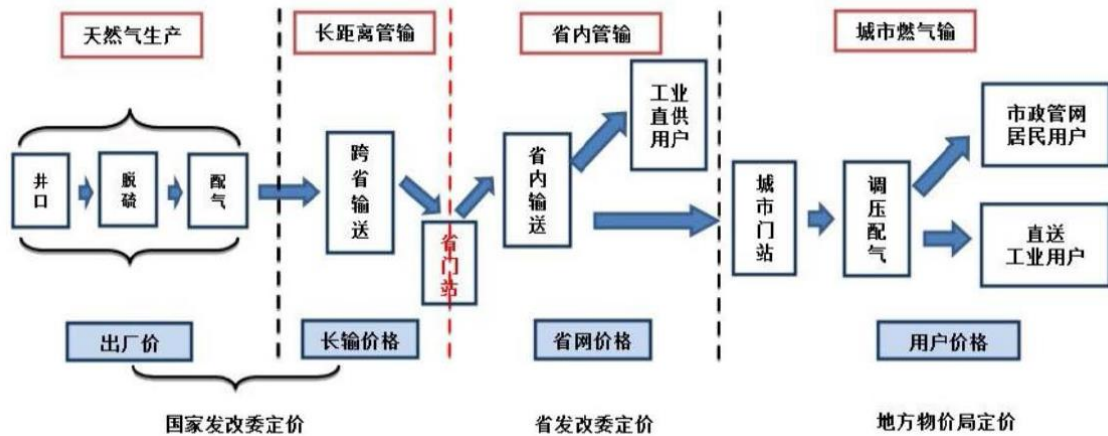 天然气生产
长距离管输
省内管输
城市燃气输
井口
脱硫
配气
跨省输送
省门站
省内输送
工业
直供
用户
城市门站
调压配气
市政管网
居民用户
直送
工业用户
出厂价
长输价格
省网价格
用户价格
国家发改委定价
省发改委定价
地方物价局定价